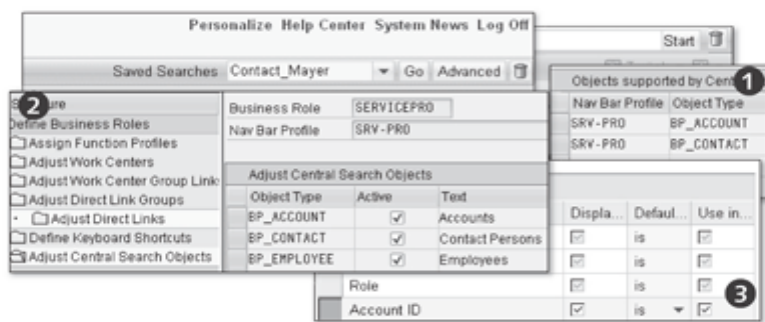 Personalize Help Center System News Log Off
Start
Saved Searches Contact_Mayer Go Advanced
Objects supported by Cent
1
Nav Bar Profile Object Type
SRV-PRO BP_ACCOUNT
SRV-PRO BP_CONTACT
2
Define Business Roles
Assign Function Profiles
Adjust Work Centers
Adjust Work Center Group Link
Adjust Direct Link Groups
Adjust Direct Links
Define Keyboard Shortcuts
Adjust Central Search Objects
Business Role SERVICEPRO
Nav Bar Profile SRV-PRO
Adjust Central Search Objects
Object Type Active Text
BP_ACCOUNT Accounts
BP_CONTACT Contact Persons
BP_EMPLOYEE Employees
Displa... Defaul... Use in...
is
is
Role is
Account ID is
3